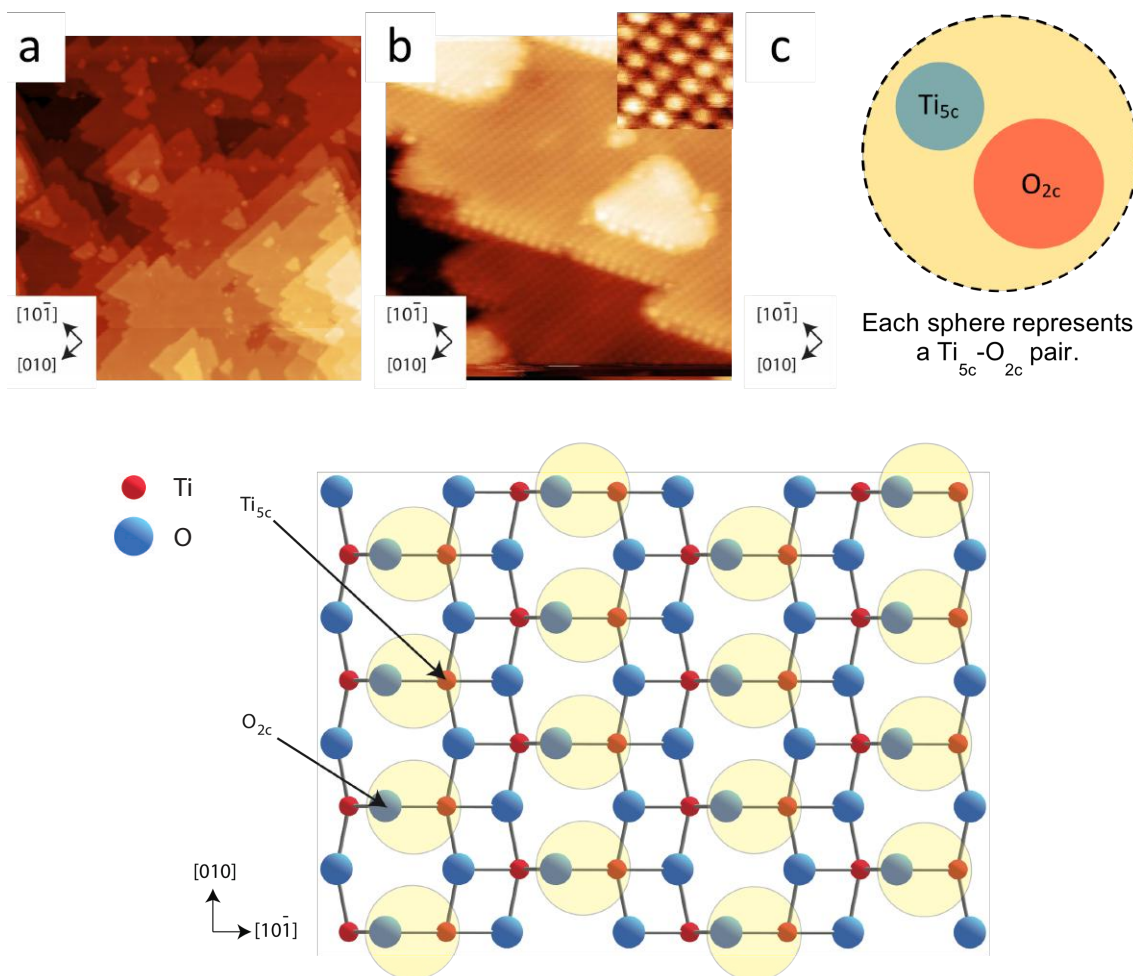 a
b
c
[101̅]
[010]
[101̅]
[010]
[101̅]
[010]
Ti5c
O2c
Each sphere represents
a Ti5c-O2c pair.
Ti
O
Ti5c
O2c
[010]
[101̅]